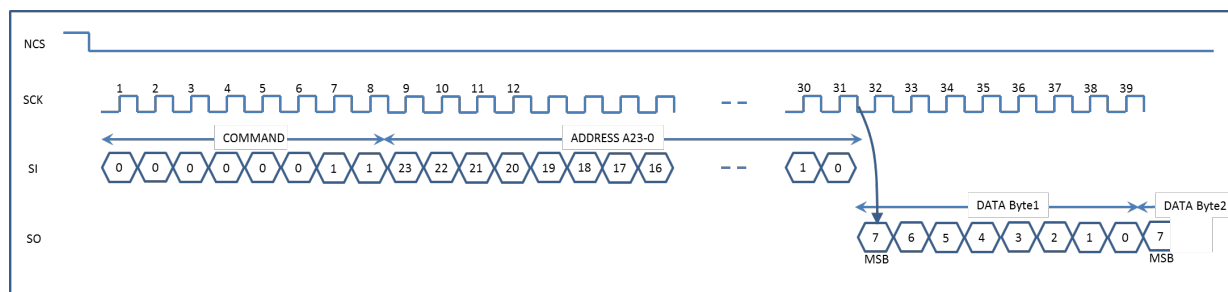 NCS
1 2 3 4 5 6 7 8 9 10 11 12 30 31 32 33 34 35 36 37 38 39
SCK
COMMAND ADDRESS A23-0
SI 0 0 0 0 0 0 1 1 23 22 21 20 19 18 17 16 1 0
DATA Byte1 DATA Byte2
SO 7 6 5 4 3 2 1 0 7
MSB MSB